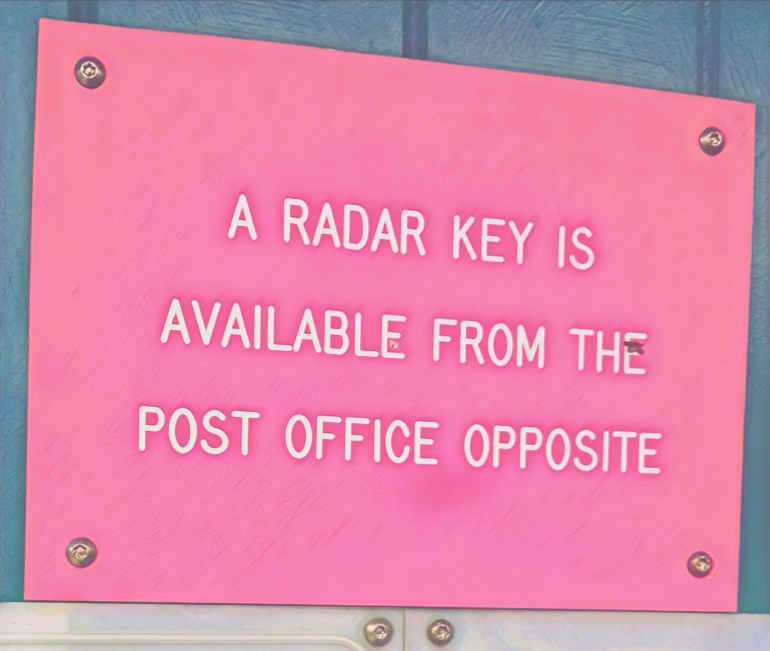 A RADAR KEY IS
AVAILABLE FROM THE
POST OFFICE OPPOSITE